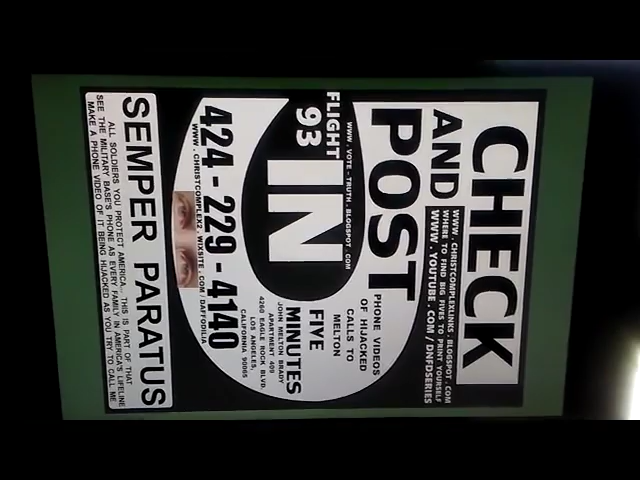 CHECK
AND
WWW . CHRISTCOMPLEXLINKS . BLOGSPOT . COM
WHERE TO FIND BIG FIVES TO PRINT YOURSELF
WWW . YOUTUBE . COM / DNFDSERIES
POST
WWW . VOTE - TRUTH . BLOGSPOT . COM
FLIGHT
93
IN
PHONE VIDEOS
OF HIJACKED
CALLS TO
MELTON
FIVE
MINUTES
JOHN MELTON BRADY
APARTMENT 409
4260 EAGLE ROCK BLVD.
LOS ANGELES,
CALIFORNIA 90065
424 - 229 - 4140
WWW . CHRISTCOMPLEX2 . WIXSITE . COM / DAFFODILIA
SEMPER PARATUS
ALL SOLDIERS YOU PROTECT AMERICA... THIS IS PART OF THAT
SEE THE MILITARY BASE'S PHONE AS EVERY FAMILY IN AMERICA'S LIFELINE
MAKE A PHONE VIDEO OF IT BEING HIJACKED AS YOU TRY TO CALL ME